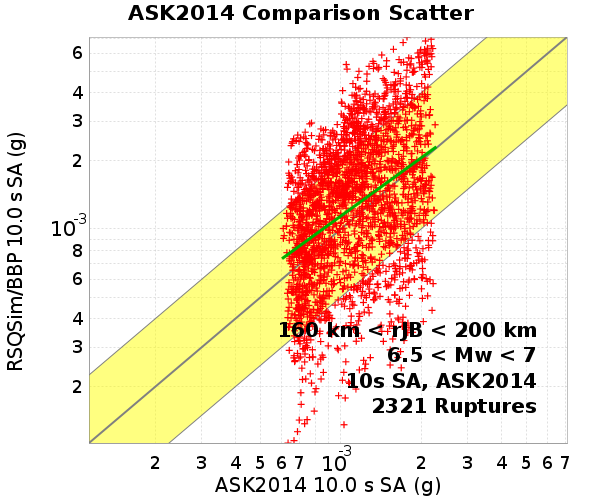 ASK2014 Comparison Scatter
RSQSim/BBP 10.0 s SA (g)
6
4
3
2
10-3
8
6
4
3
2
160 km < rJB < 200 km
6.5 < Mw < 7
10s SA, ASK2014
2321 Ruptures
2 3 4 5 6 7 10-3 2 3 4 5 6 7
ASK2014 10.0 s SA (g)